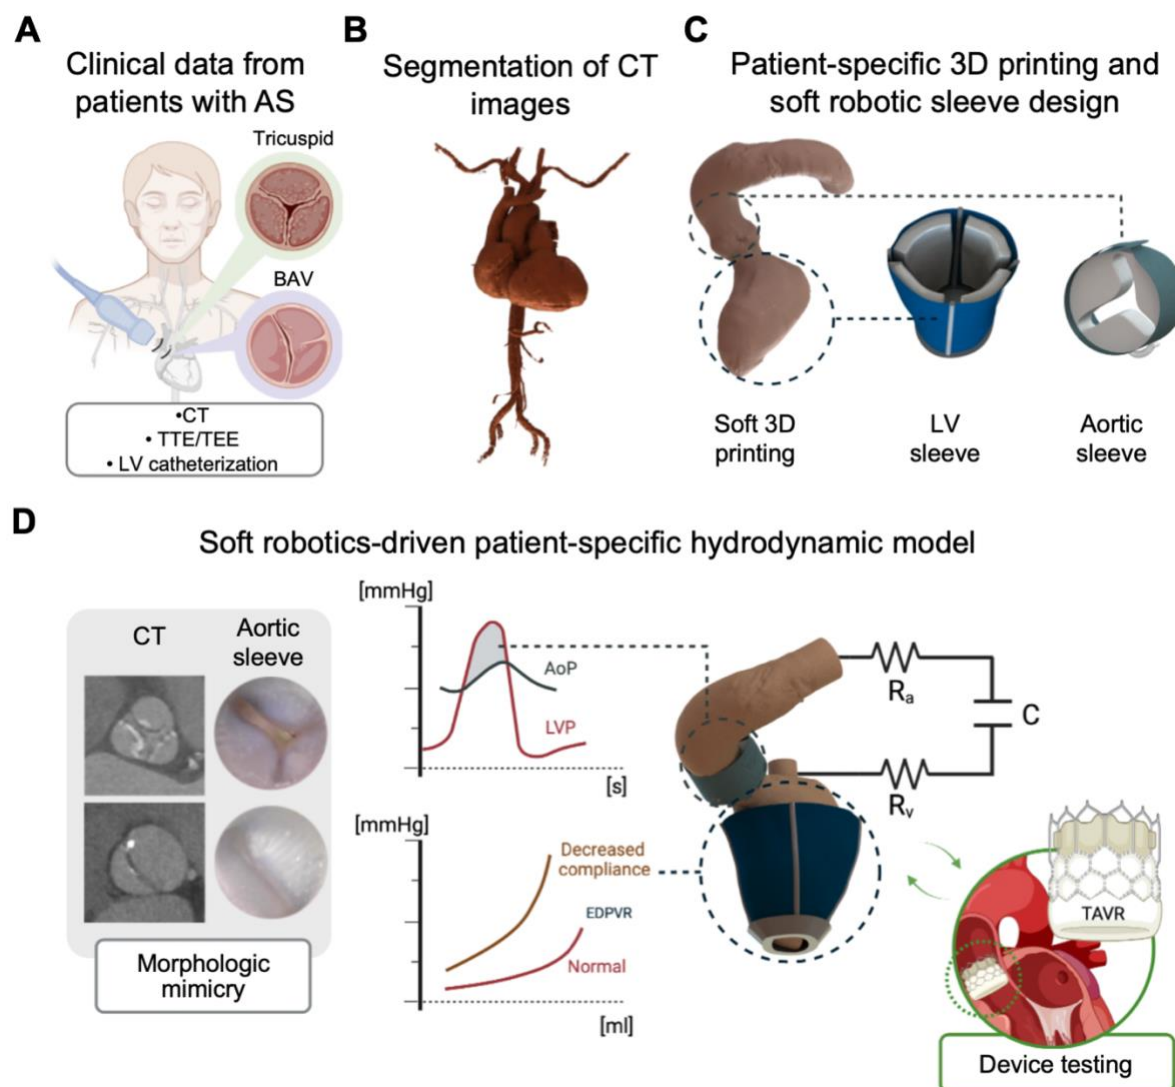 A
Clinical data from
patients with AS
Tricuspid
BAV
•CT
• TTE/TEE
• LV catheterization
B
Segmentation of CT
images
C
Patient-specific 3D printing and
soft robotic sleeve design
Soft 3D
printing
LV
sleeve
Aortic
sleeve
D
Soft robotics-driven patient-specific hydrodynamic model
CT
Aortic
sleeve
Morphologic
mimicry
[mmHg]
AoP
LVP
[s]
[mmHg]
Decreased
compliance
EDPVR
Normal
[ml]
Rₐ
C
Rᵥ
TAVR
Device testing